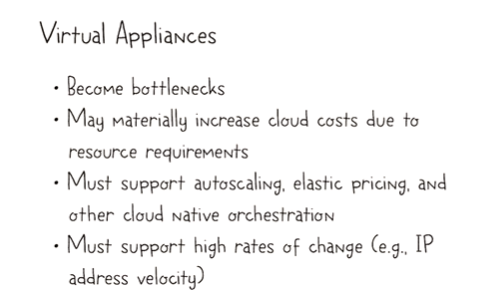 Virtual Appliances
• Become bottlenecks
• May materially increase cloud costs due to
resource requirements
• Must support autoscaling, elastic pricing, and
other cloud native orchestration
• Must support high rates of change (e.g., IP
address velocity)